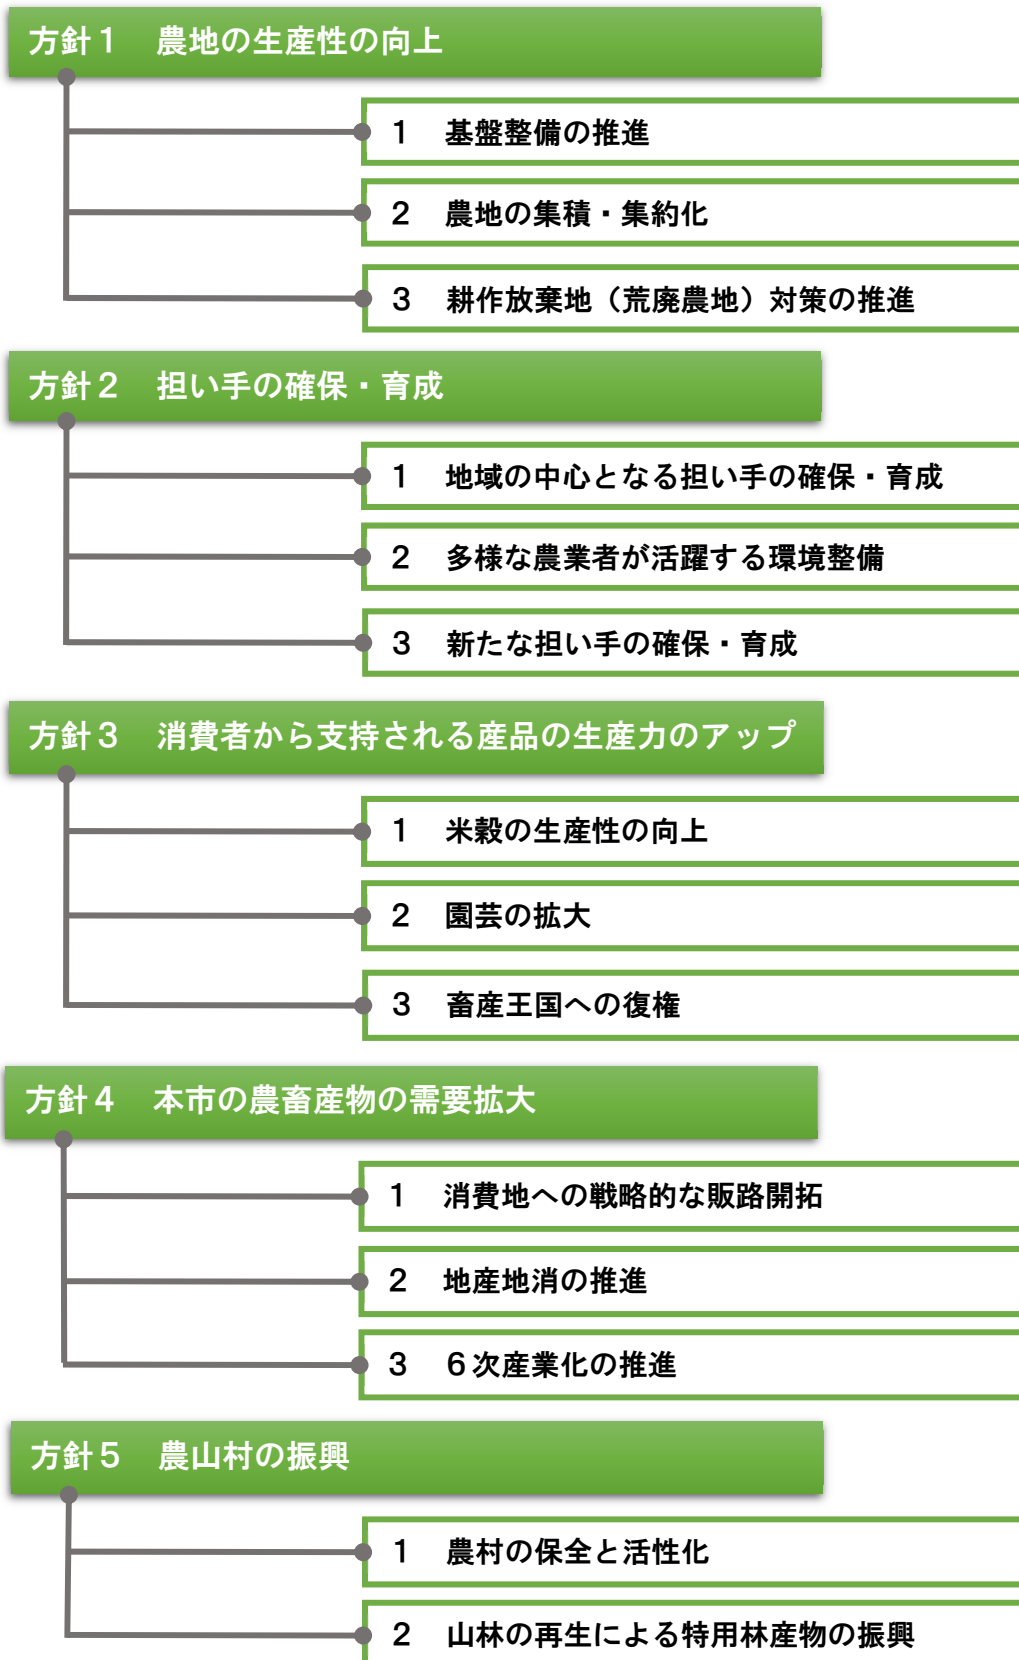 方針１　農地の生産性の向上
１　基盤整備の推進
２　農地の集積・集約化
３　耕作放棄地（荒廃農地）対策の推進
方針２　担い手の確保・育成
１　地域の中心となる担い手の確保・育成
２　多様な農業者が活躍する環境整備
３　新たな担い手の確保・育成
方針３　消費者から支持される産品の生産力のアップ
１　米穀の生産性の向上
２　園芸の拡大
３　畜産王国への復権
方針４　本市の農畜産物の需要拡大
１　消費地への戦略的な販路開拓
２　地産地消の推進
３　６次産業化の推進
方針５　農山村の振興
１　農村の保全と活性化
２　山林の再生による特用林産物の振興